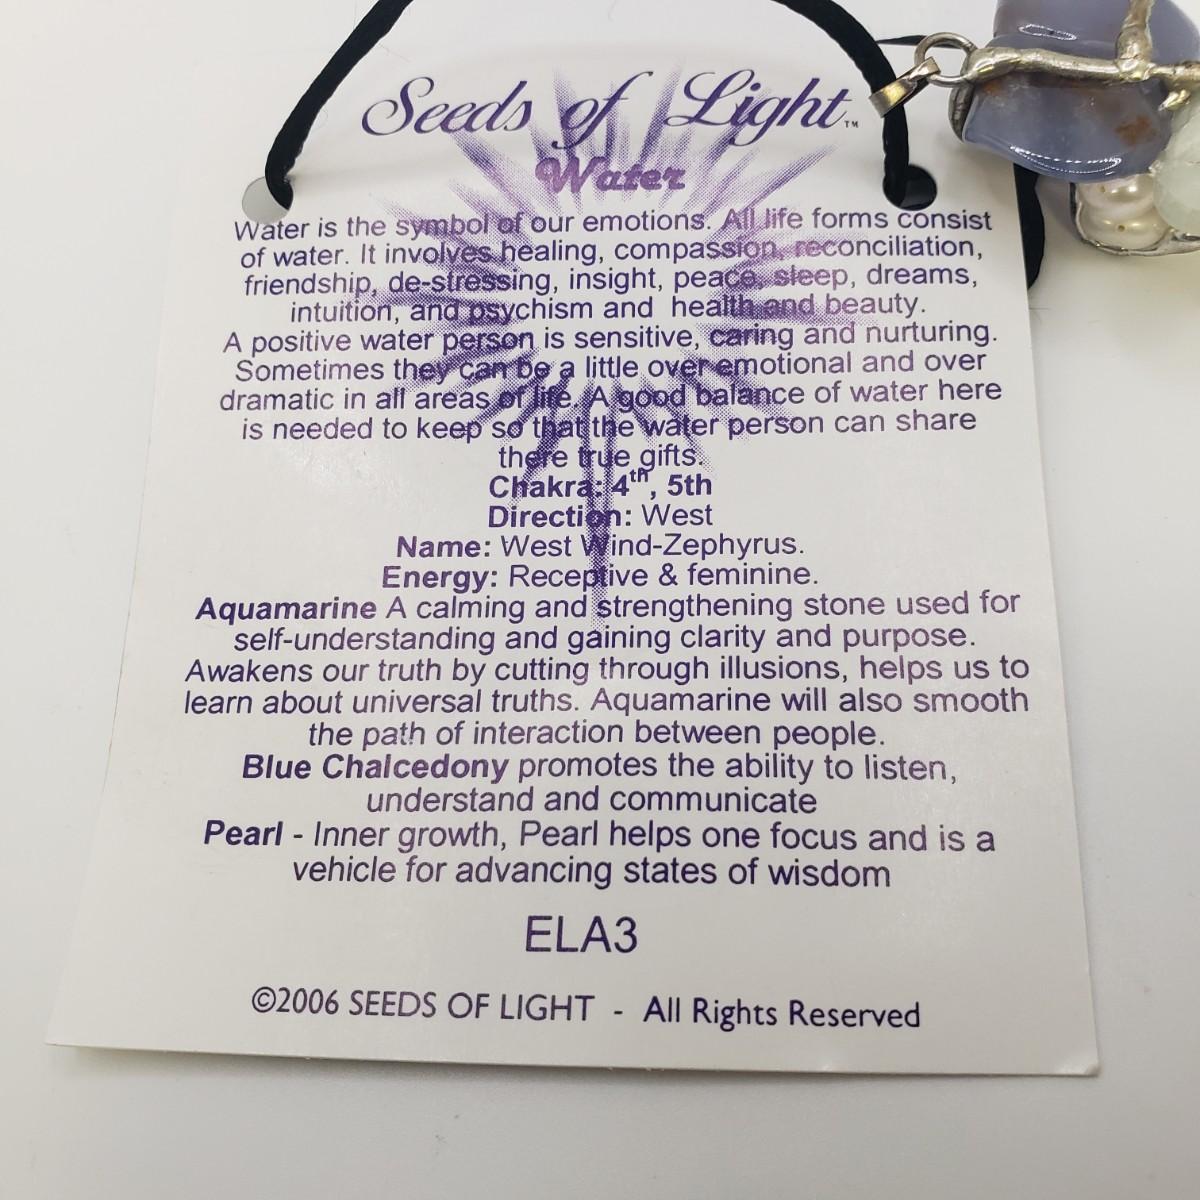 Seeds of Light™
Water
Water is the symbol of our emotions. All life forms consist
of water. It involves healing, compassion, reconciliation,
friendship, de-stressing, insight, peace, sleep, dreams,
intuition, and psychism and health and beauty.
A positive water person is sensitive, caring and nurturing.
Sometimes they can be a little over emotional and over
dramatic in all areas of life. A good balance of water here
is needed to keep so that the water person can share
there true gifts.
Chakra: 4th, 5th
Direction: West
Name: West Wind-Zephyrus.
Energy: Receptive & feminine.
Aquamarine A calming and strengthening stone used for
self-understanding and gaining clarity and purpose.
Awakens our truth by cutting through illusions, helps us to
learn about universal truths. Aquamarine will also smooth
the path of interaction between people.
Blue Chalcedony promotes the ability to listen,
understand and communicate
Pearl - Inner growth, Pearl helps one focus and is a
vehicle for advancing states of wisdom
ELA3
©2006 SEEDS OF LIGHT - All Rights Reserved